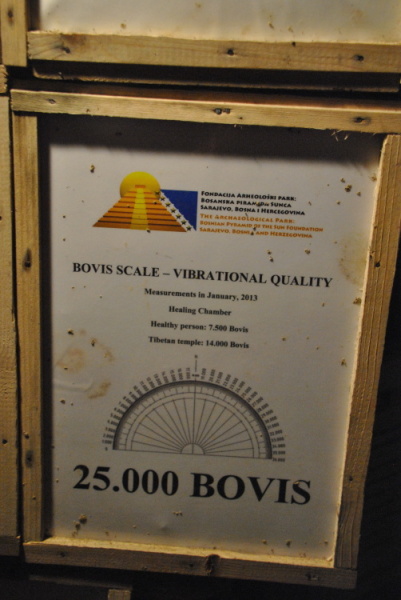 FONDACIJA ARHEOLOŠKI PARK:
BOSANSKA PIRAMIDA SUNCA
SARAJEVO, BOSNA I HERCEGOVINA
THE ARCHAEOLOGICAL PARK:
BOSNIAN PYRAMID OF THE SUN FOUNDATION
SARAJEVO, BOSNIA AND HERZEGOVINA
BOVIS SCALE – VIBRATIONAL QUALITY
Measurements in January, 2013
Healing Chamber
Healthy person: 7.500 Bovis
Tibetan temple: 14.000 Bovis
25.000 BOVIS